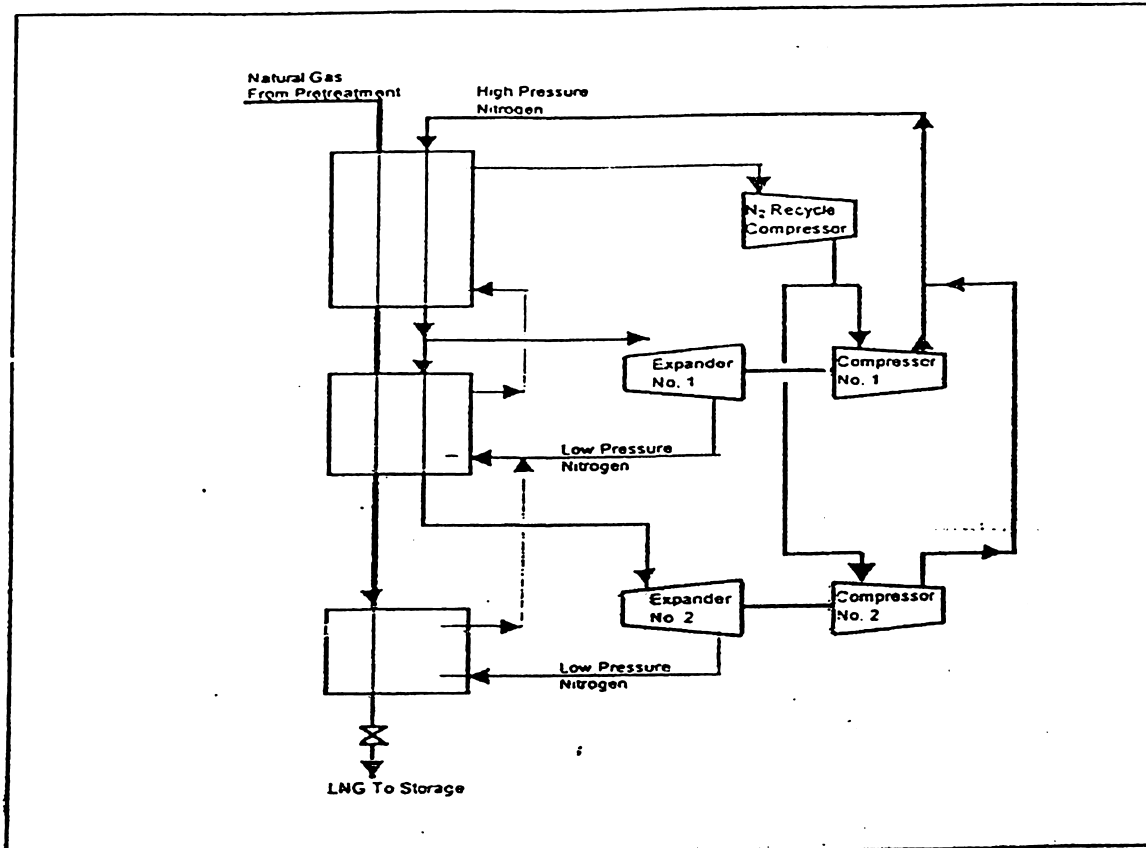 Natural Gas
From Pretreatment
High Pressure
Nitrogen
N₂ Recycle
Compressor
Expander
No. 1
Compressor
No. 1
Low Pressure
Nitrogen
Expander
No. 2
Compressor
No. 2
Low Pressure
Nitrogen
LNG To Storage